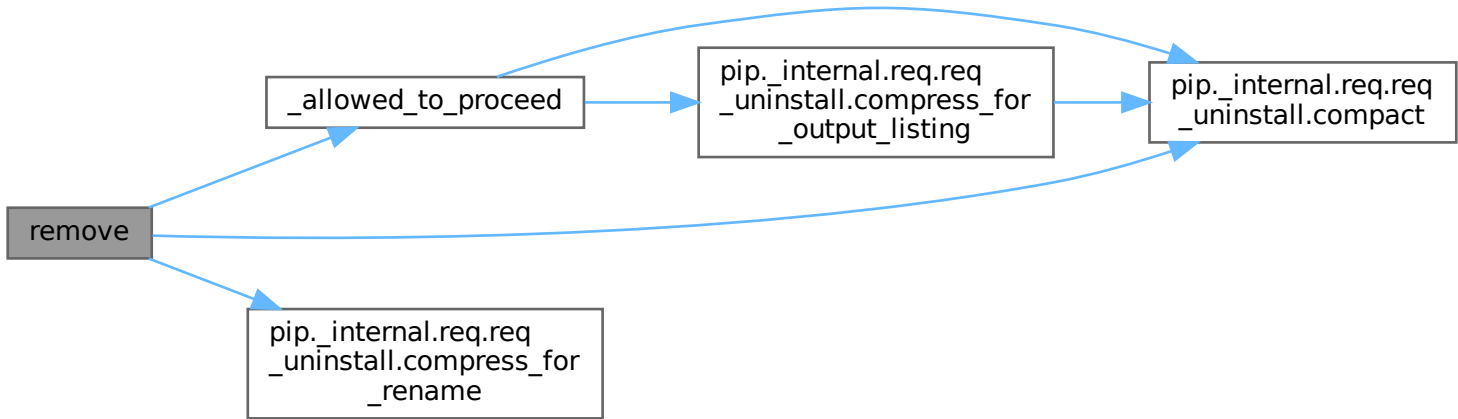 remove
_allowed_to_proceed
pip._internal.req.req
_uninstall.compress_for
_output_listing
pip._internal.req.req
_uninstall.compact
pip._internal.req.req
_uninstall.compress_for
_rename